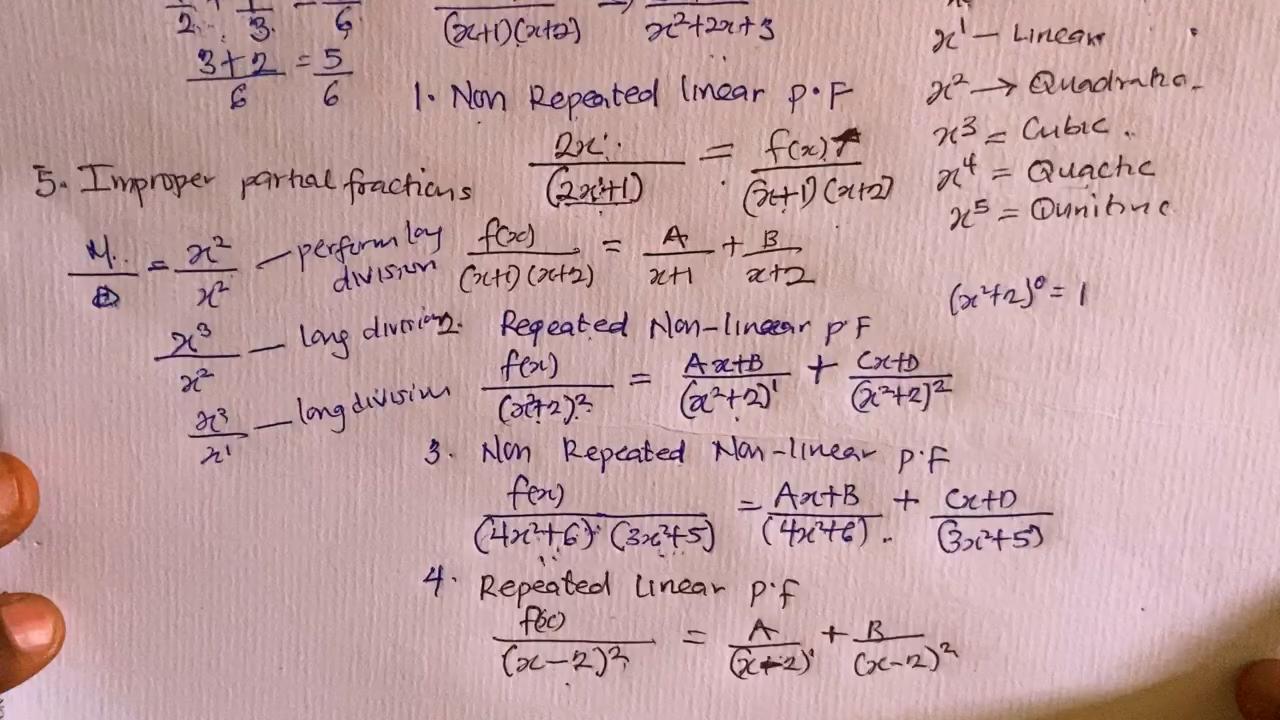 1/2 + 1/3 = /6
(x+1)(x+2) ⇒ x²+2x+3
(3+2)/6 = 5/6
x¹ – Linear
x² → Quadratic
x³ = Cubic
x⁴ = Quactic
x⁵ =
1. Non Repeated linear P.F
2x/(2x¹+1) = f(x)/(x+1)(x+2)
f(x)/(x+1)(x+2) = A/(x+1) + B/(x+2)
(x²+2)⁰ = 1
5. Improper partial fractions
N/D = x²/x² – perform long division
x³/x² – long division
x³/x¹ – long division
2. Repeated Non-linear P.F
f(x)/(x²+2)² = (Ax+B)/(x²+2)¹ + (Cx+D)/(x²+2)²
3. Non Repeated Non-linear P.F
f(x)/(4x²+6)(3x²+5) = (Ax+B)/(4x²+6) + (Cx+D)/(3x²+5)
4. Repeated Linear P.f
f(x)/(x-2)² = A/(x-2)¹ + B/(x-2)²